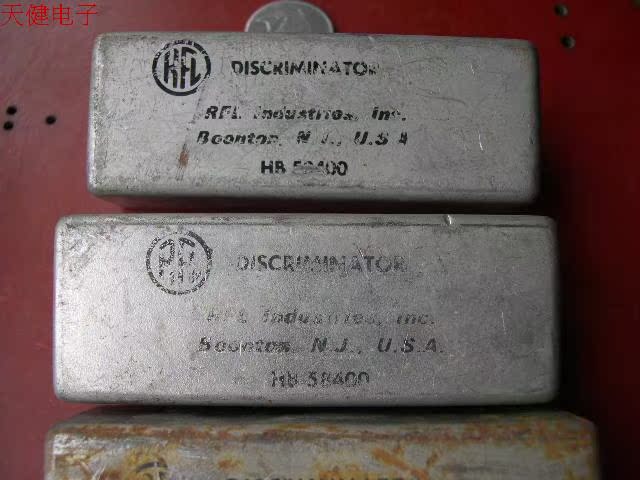 天健电子
RFL DISCRIMINATOR
RFL Industries, Inc.
Boonton, N.J., U.S.A
HB 58400
RFL DISCRIMINATOR
RFL Industries, Inc.
Boonton, N.J., U.S.A.
HB 58400
DISCRIMINATOR